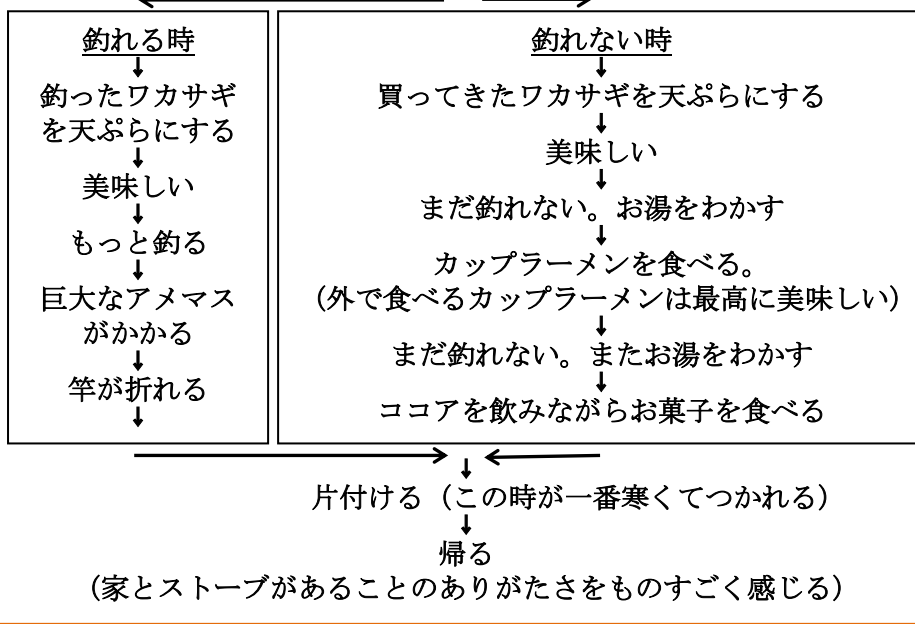 釣れる時
釣ったワカサギ
を天ぷらにする
美味しい
もっと釣る
巨大なアメマス
がかかる
竿が折れる
釣れない時
買ってきたワカサギを天ぷらにする
美味しい
まだ釣れない。お湯をわかす
カップラーメンを食べる。
（外で食べるカップラーメンは最高に美味しい）
まだ釣れない。またお湯をわかす
ココアを飲みながらお菓子を食べる
片付ける（この時が一番寒くてつかれる）
帰る
（家とストーブがあることのありがたさをものすごく感じる）